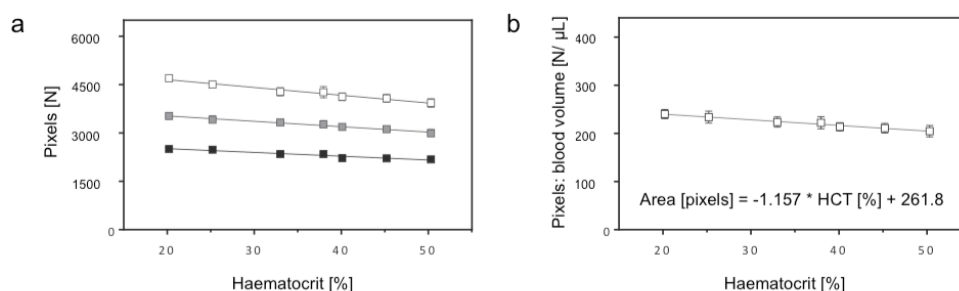 a
6000
4500
3000
1500
0
Pixels [N]
20
30
40
50
Haematocrit [%]
b
400
300
200
100
0
Pixels: blood volume [N/ µL]
Area [pixels] = -1.157 * HCT [%] + 261.8
20
30
40
50
Haematocrit [%]